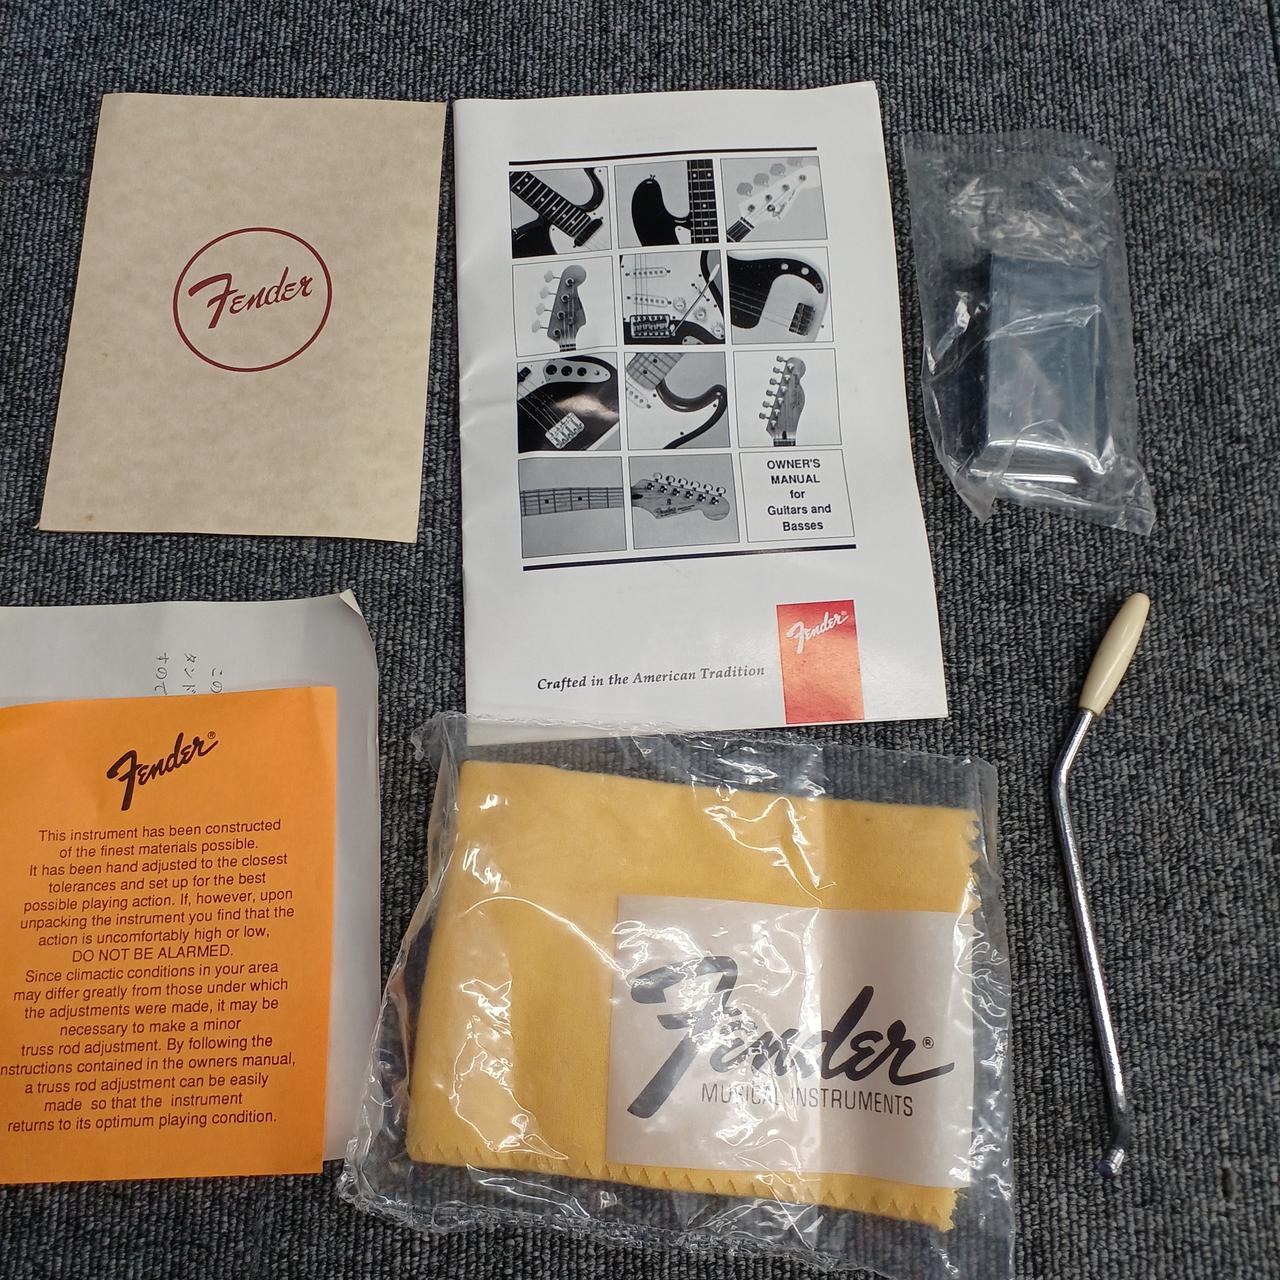 Fender
OWNER'S
MANUAL
for
Guitars and
Basses
Crafted in the American Tradition
Fender®
Fender®
This instrument has been constructed
of the finest materials possible.
It has been hand adjusted to the closest
tolerances and set up for the best
possible playing action. If, however, upon
unpacking the instrument you find that the
action is uncomfortably high or low,
DO NOT BE ALARMED.
Since climactic conditions in your area
may differ greatly from those under which
the adjustments were made, it may be
necessary to make a minor
truss rod adjustment. By following the
nstructions contained in the owners manual,
a truss rod adjustment can be easily
made so that the instrument
returns to its optimum playing condition.
Fender®
MUSICAL INSTRUMENTS